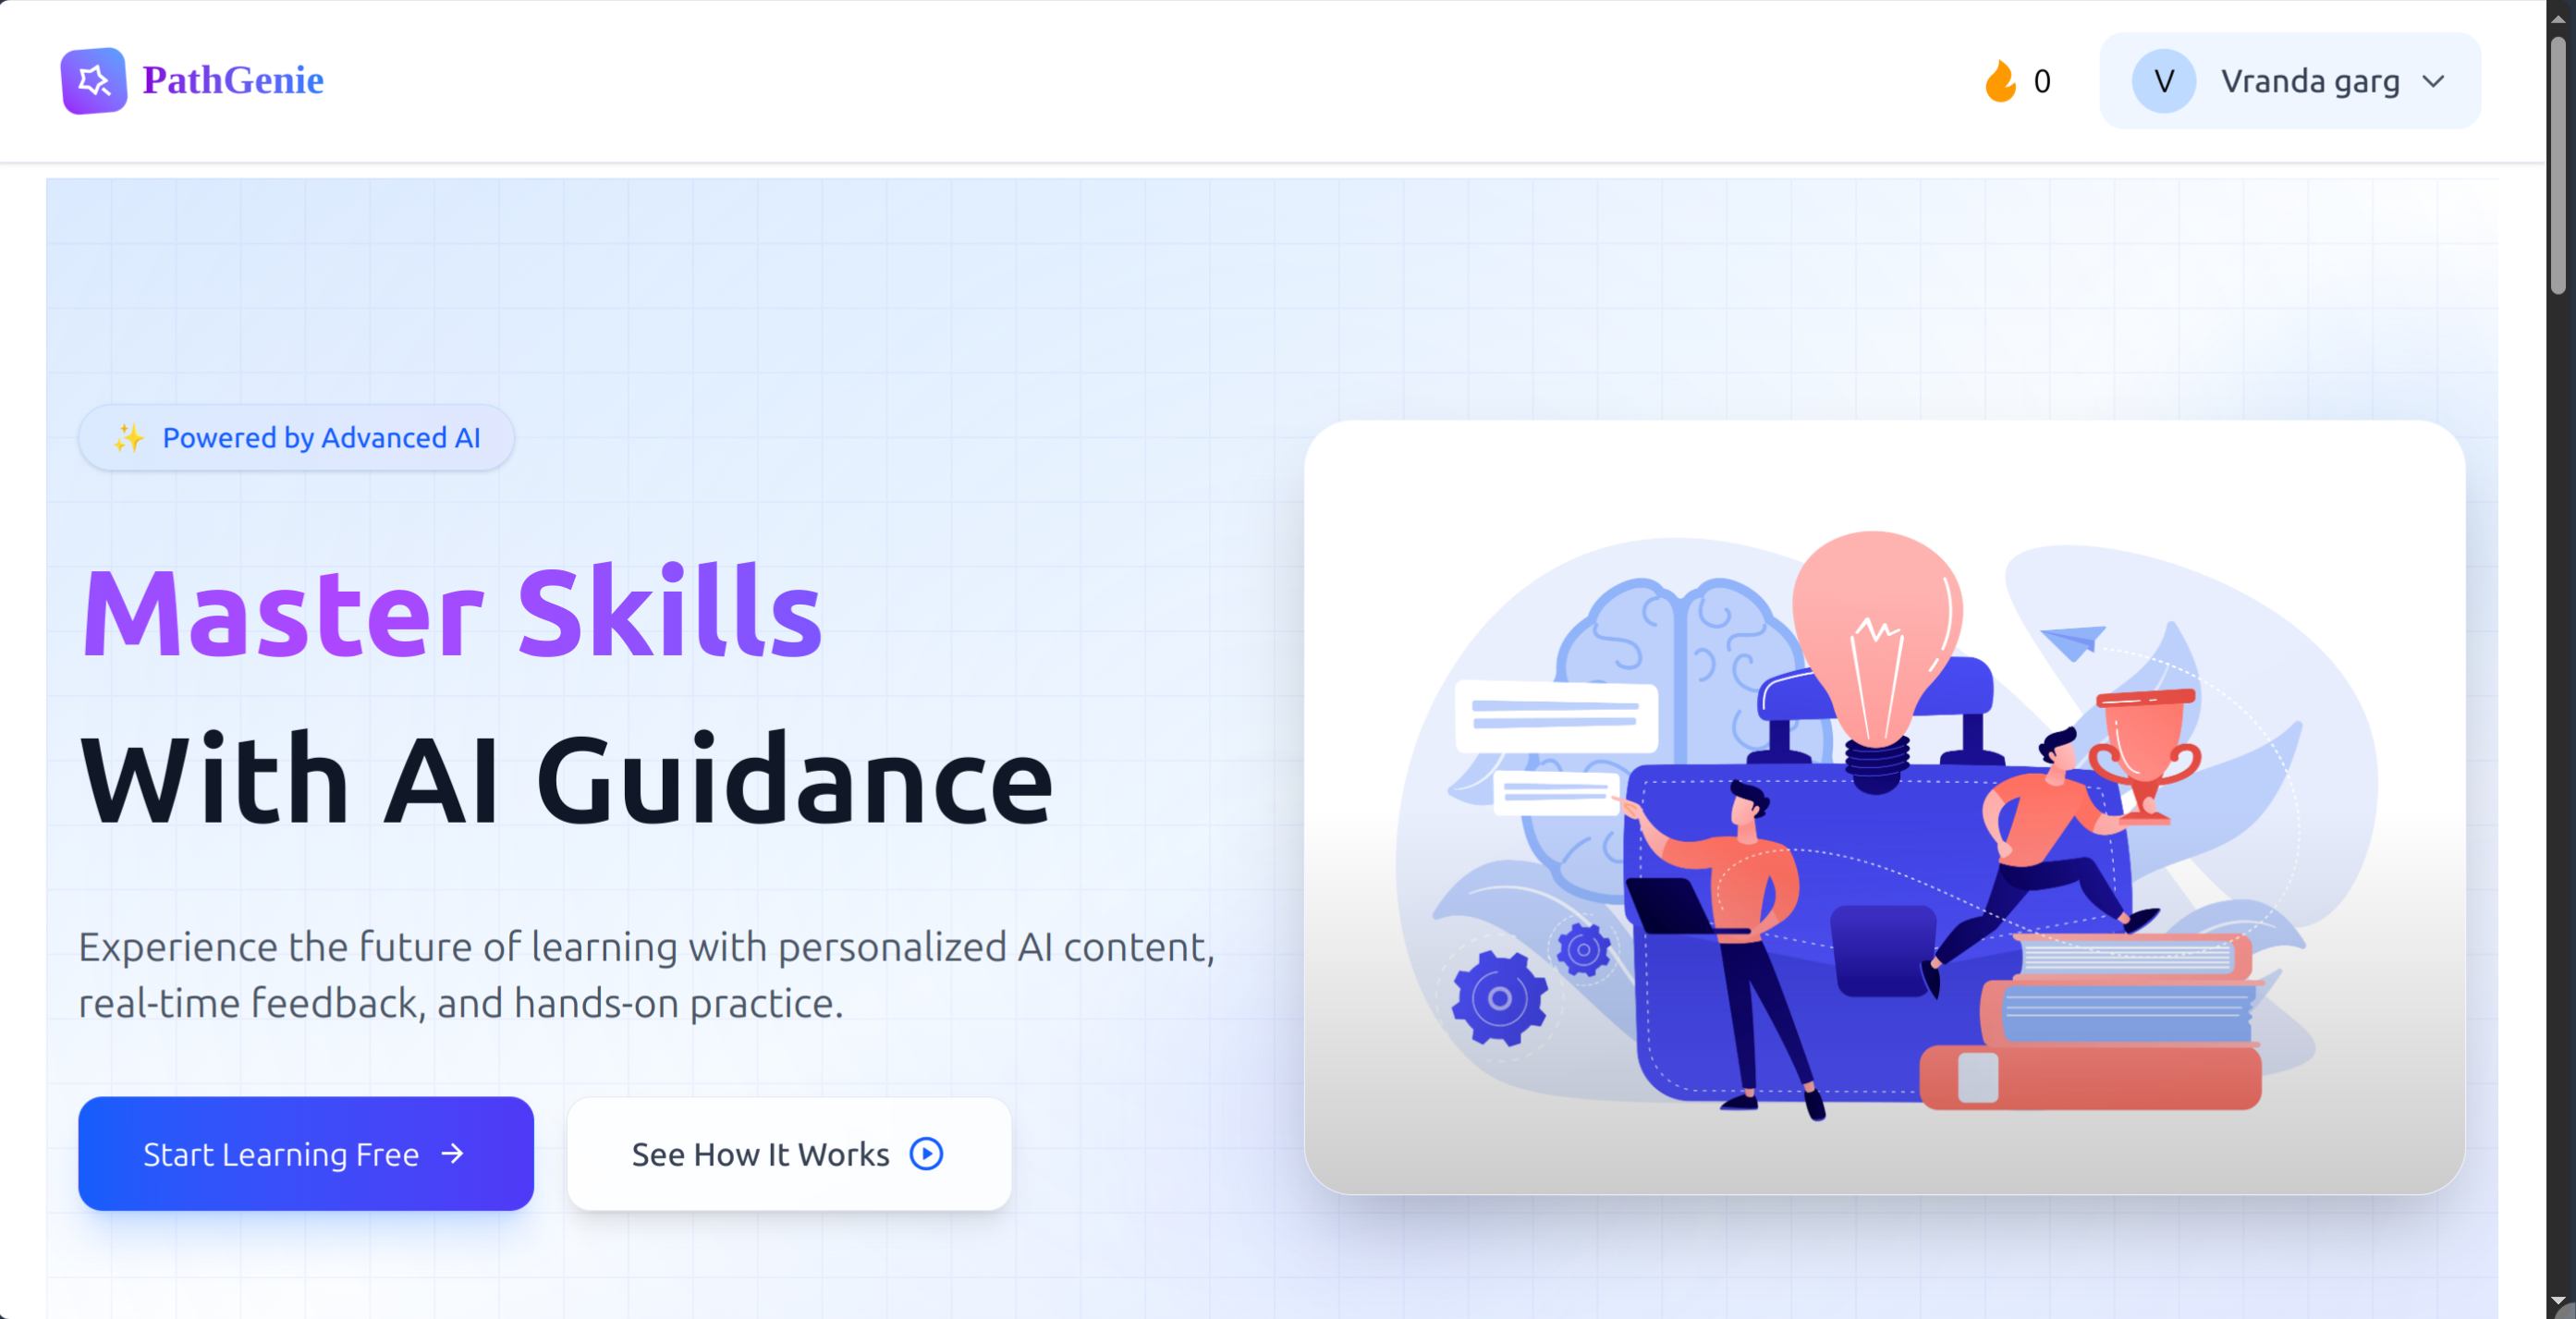 PathGenie
0
V
Vranda garg
✨ Powered by Advanced AI
Master Skills
With AI Guidance
Experience the future of learning with personalized AI content,
real-time feedback, and hands-on practice.
Start Learning Free →
See How It Works